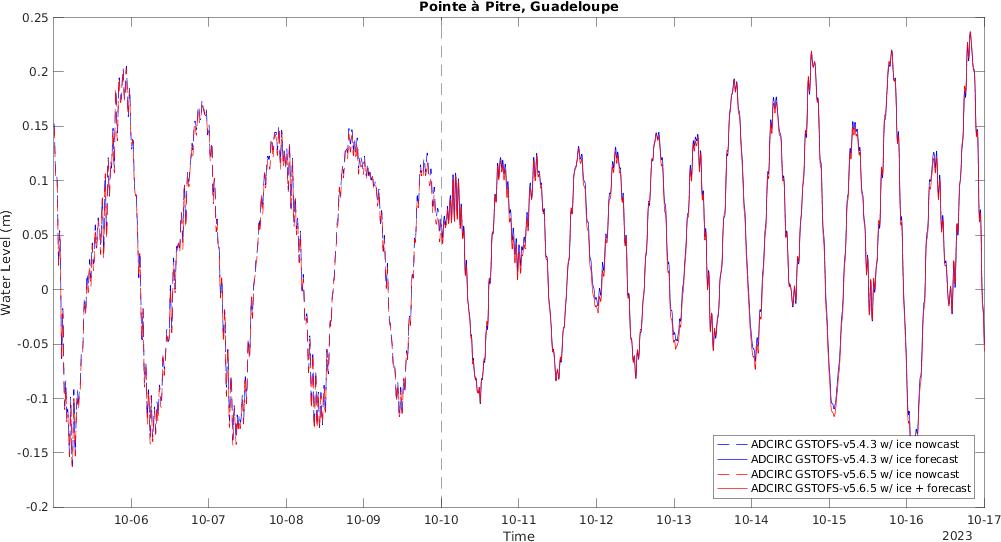 Pointe à Pitre, Guadeloupe
0.25
0.2
0.15
0.1
0.05
0
-0.05
-0.1
-0.15
-0.2
Water Level (m)
ADCIRC GSTOFS-v5.4.3 w/ ice nowcast
ADCIRC GSTOFS-v5.4.3 w/ ice forecast
ADCIRC GSTOFS-v5.6.5 w/ ice nowcast
ADCIRC GSTOFS-v5.6.5 w/ ice + forecast
10-06 10-07 10-08 10-09 10-10 10-11 10-12 10-13 10-14 10-15 10-16 10-17
Time
2023